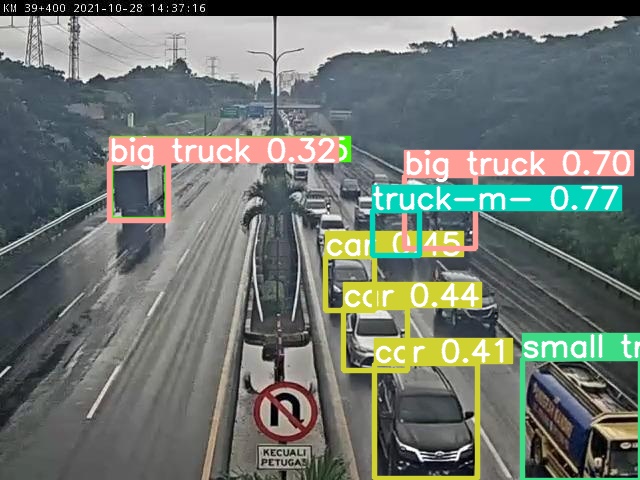 KM 39+400 2021-10-28 14:37:16
big truck 0.32
big truck 0.70
truck-m- 0.77
car 0.45
car 0.44
car 0.41
small tr
KECUALI
PETUGAS